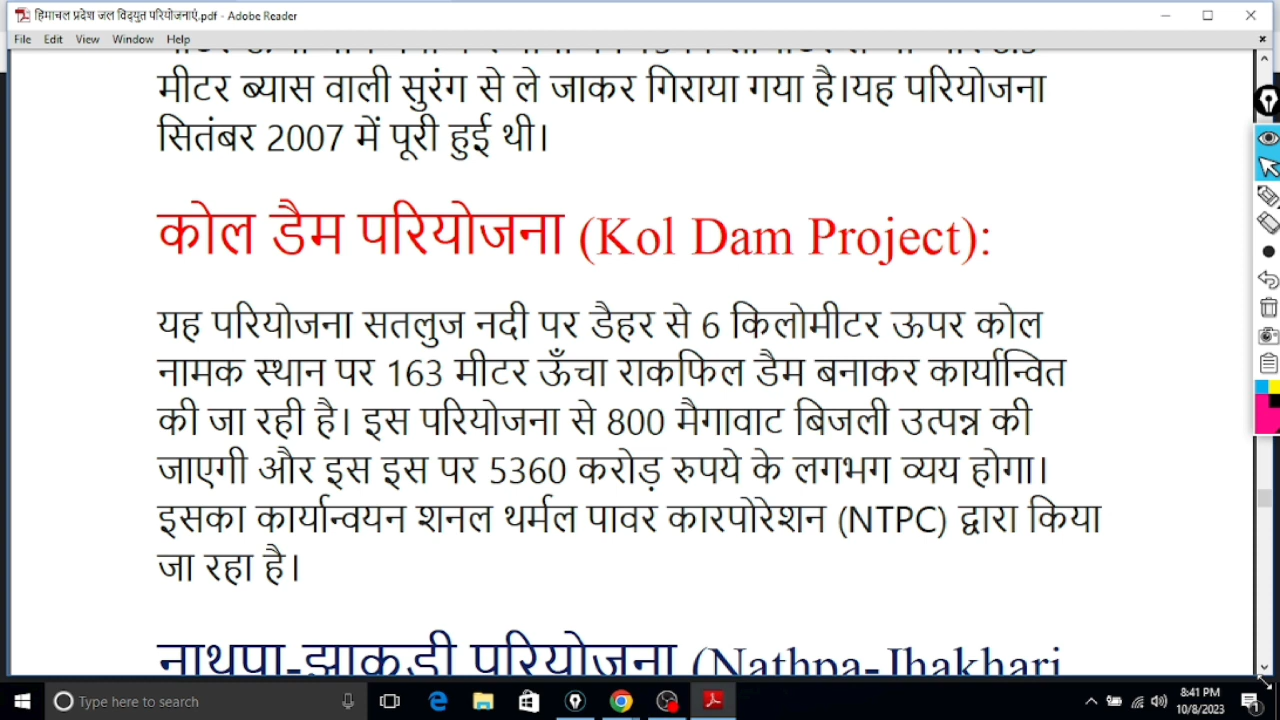 हिमाचल प्रदेश जल विद्युत परियोजनाएं.pdf - Adobe Reader
File Edit View Window Help
मीटर ब्यास वाली सुरंग से ले जाकर गिराया गया है।यह परियोजना
सितंबर 2007 में पूरी हुई थी।
कोल डैम परियोजना (Kol Dam Project):
यह परियोजना सतलुज नदी पर डैहर से 6 किलोमीटर ऊपर कोल
नामक स्थान पर 163 मीटर ऊँचा राकफिल डैम बनाकर कार्यान्वित
की जा रही है। इस परियोजना से 800 मैगावाट बिजली उत्पन्न की
जाएगी और इस इस पर 5360 करोड़ रुपये के लगभग व्यय होगा।
इसका कार्यान्वयन शनल थर्मल पावर कारपोरेशन (NTPC) द्वारा किया
जा रहा है।
नाथपा-झाकड़ी परियोजना (Nathpa-Jhakhari
Type here to search
8:41 PM
10/8/2023
1